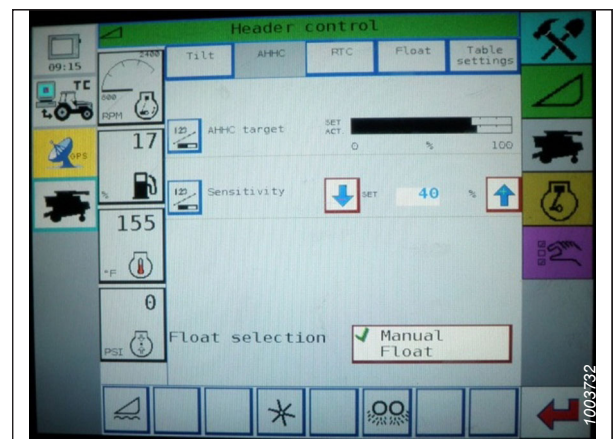 Header control
09:15
2400
Tilt
AHHC
RTC
Float
Table
settings
TC
600
RPM
GPS
17
%
AHHC target
SET
ACT.
0 % 100
Sensitivity
SET
40
%
155
°F
0
PSI
Float selection
Manual
Float
1003732